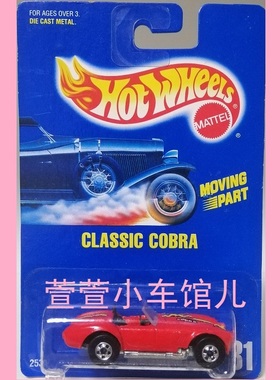 FOR AGES OVER 3.
DIE CAST METAL.
Hot Wheels
MATTEL
MOVING
PART
CLASSIC COBRA
萱萱小车馆儿